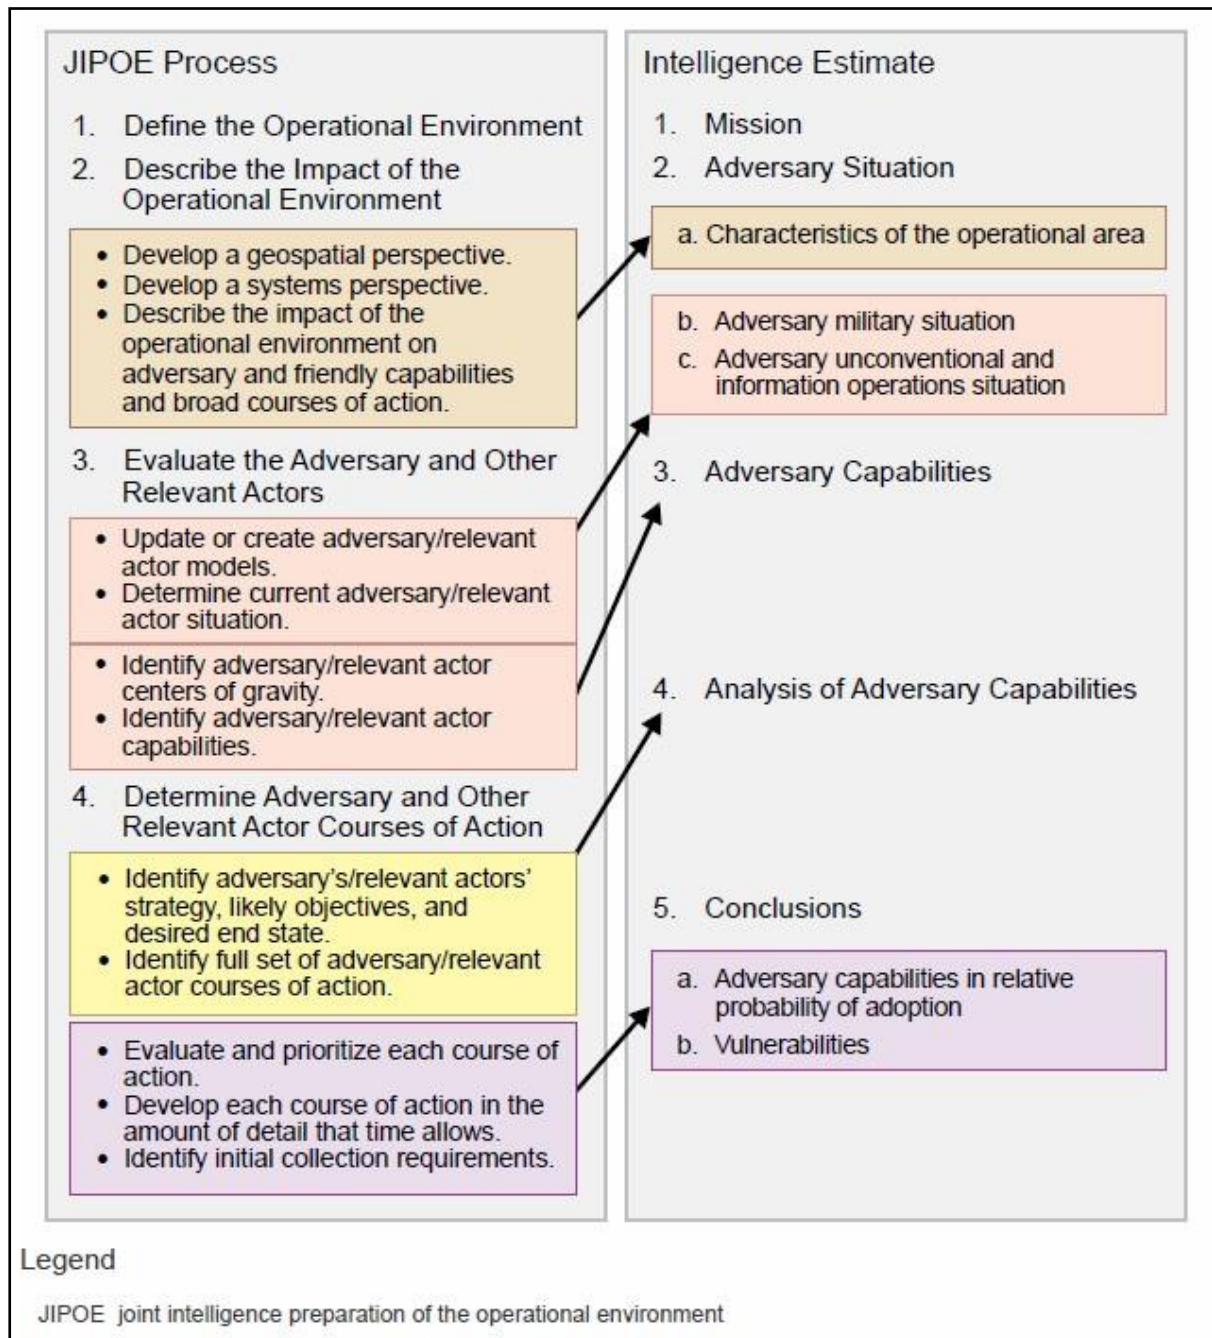 JIPOE Process
1. Define the Operational Environment
2. Describe the Impact of the
Operational Environment
• Develop a geospatial perspective.
• Develop a systems perspective.
• Describe the impact of the
operational environment on
adversary and friendly capabilities
and broad courses of action.
3. Evaluate the Adversary and Other
Relevant Actors
• Update or create adversary/relevant
actor models.
• Determine current adversary/relevant
actor situation.
• Identify adversary/relevant actor
centers of gravity.
• Identify adversary/relevant actor
capabilities.
4. Determine Adversary and Other
Relevant Actor Courses of Action
• Identify adversary’s/relevant actors’
strategy, likely objectives, and
desired end state.
• Identify full set of adversary/relevant
actor courses of action.
• Evaluate and prioritize each course of
action.
• Develop each course of action in the
amount of detail that time allows.
• Identify initial collection requirements.
Intelligence Estimate
1. Mission
2. Adversary Situation
a. Characteristics of the operational area
b. Adversary military situation
c. Adversary unconventional and
information operations situation
3. Adversary Capabilities
4. Analysis of Adversary Capabilities
5. Conclusions
a. Adversary capabilities in relative
probability of adoption
b. Vulnerabilities
Legend
JIPOE joint intelligence preparation of the operational environment